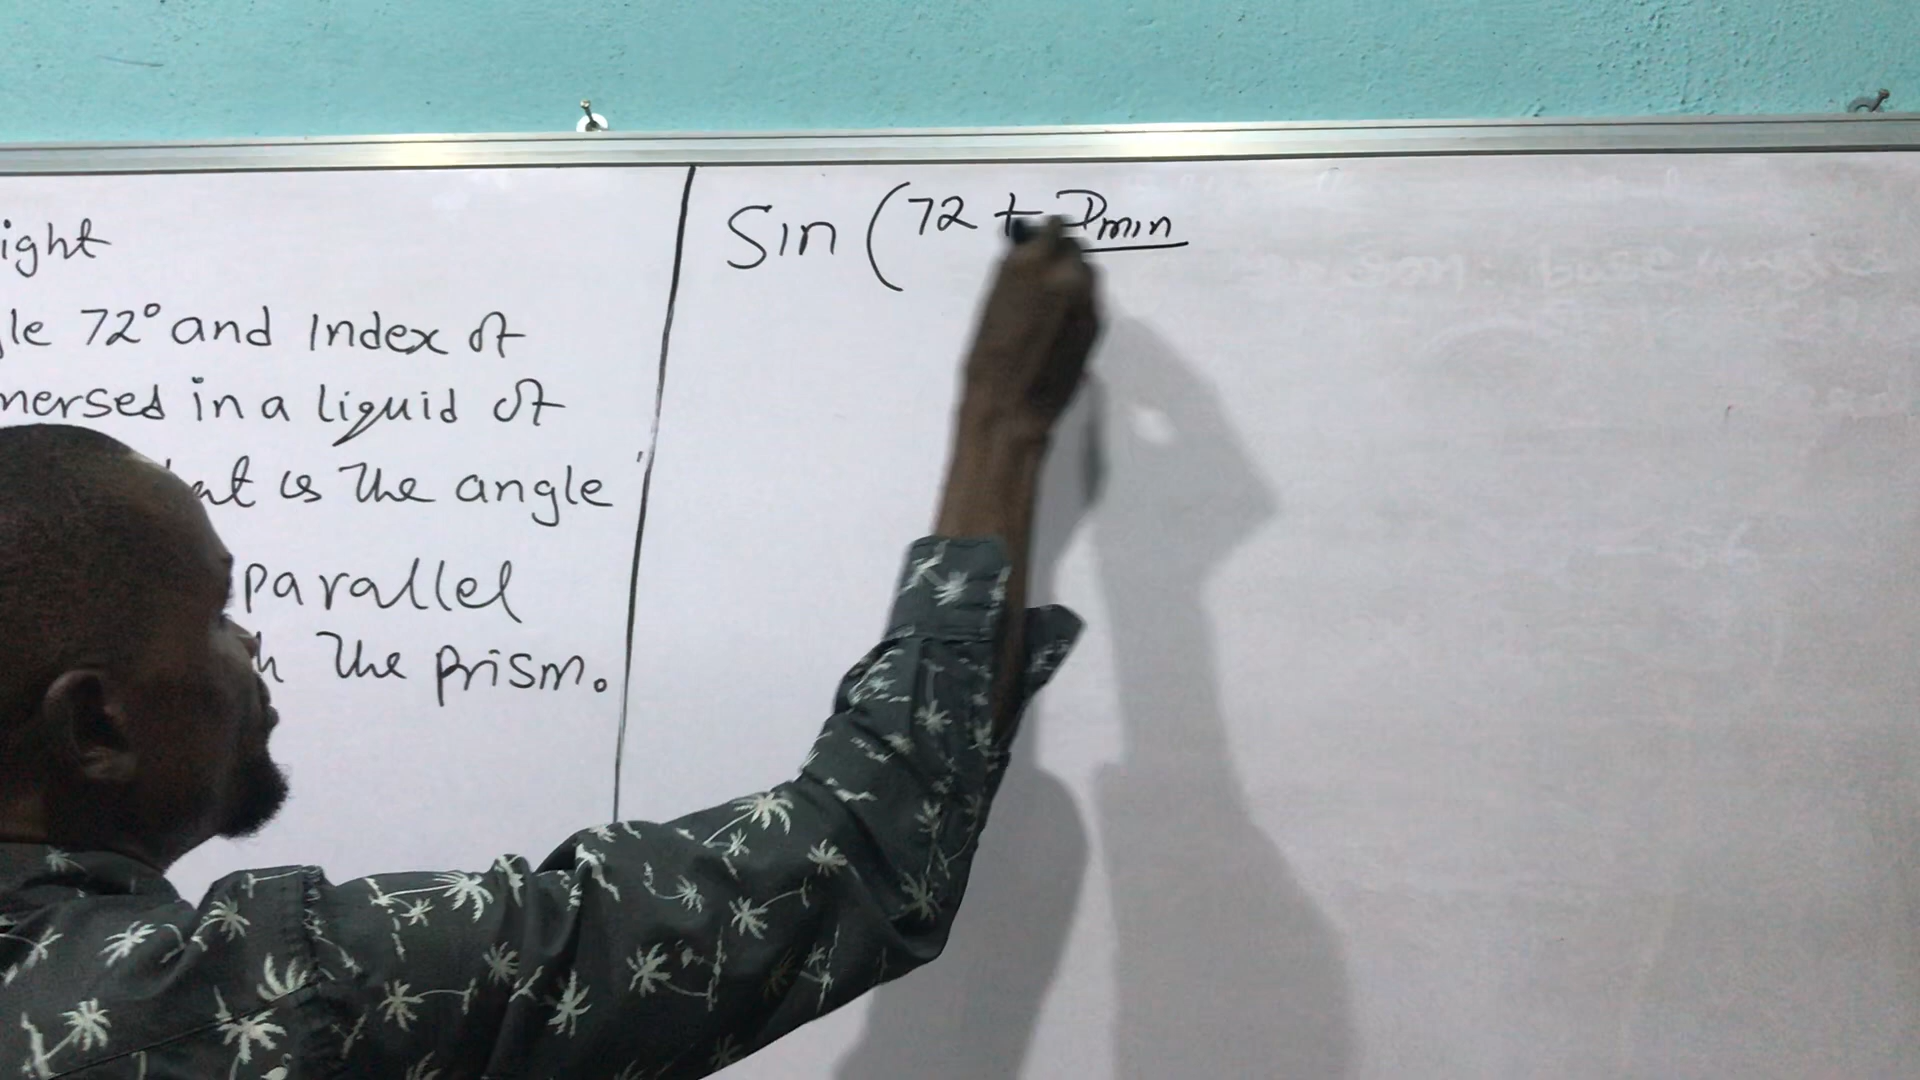 ight
le 72° and Index of
mersed in a liquid of
at is the angle
parallel
h the prism.
Sin (72 + Dmin